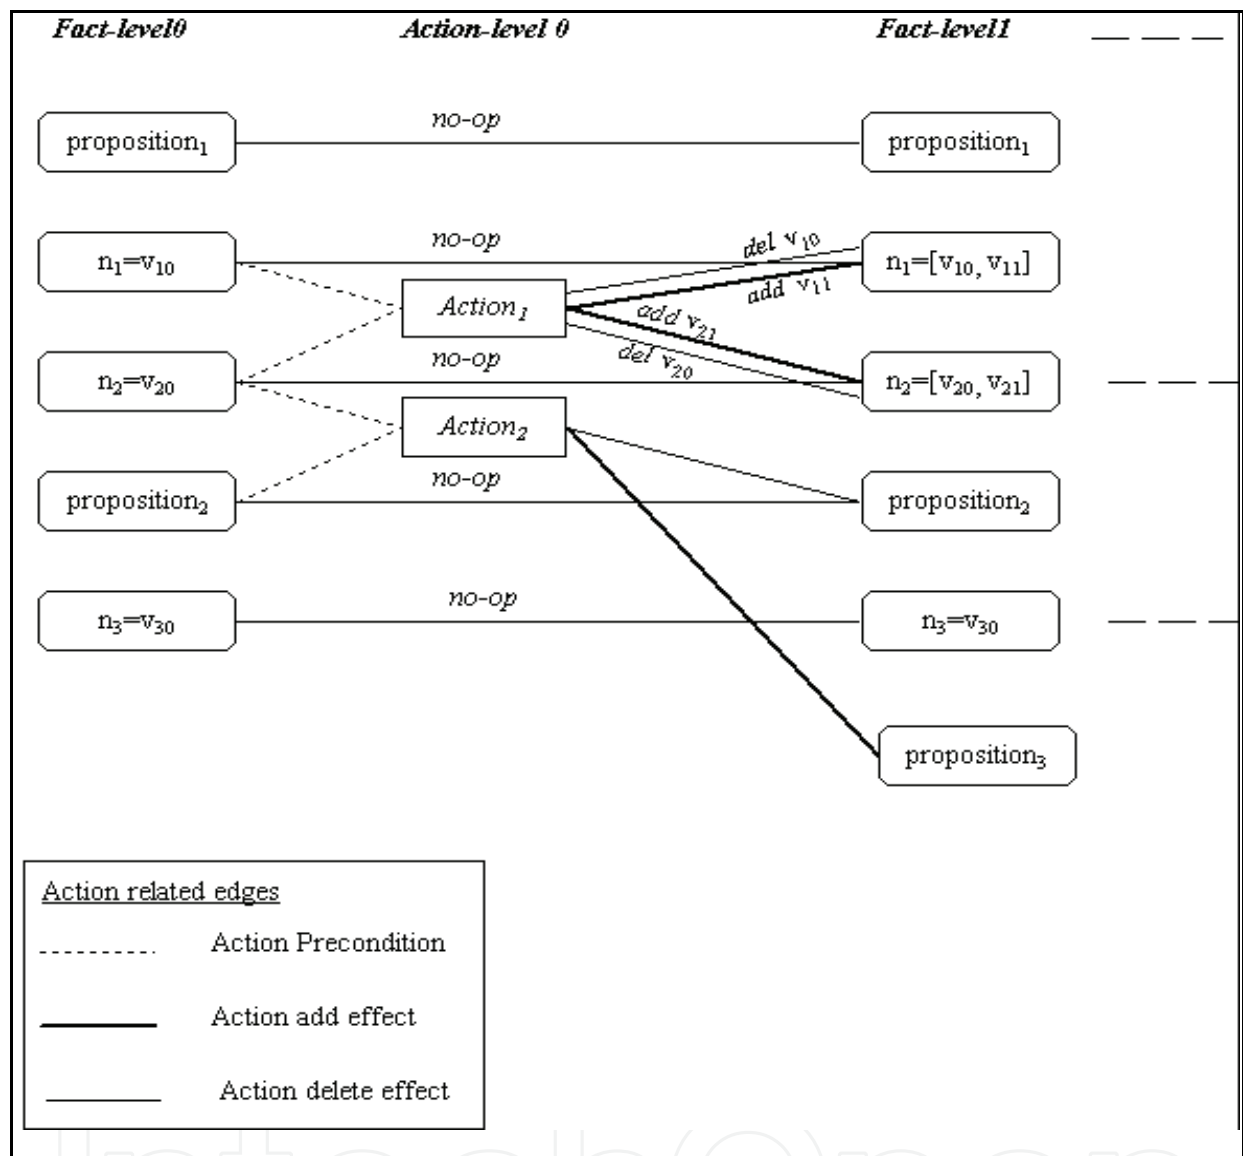 Fact-level0 Action-level 0 Fact-level1
no-op
proposition₁ proposition₁
no-op del v₁₀
n₁=v₁₀ n₁=[v₁₀, v₁₁]
add v₁₁
Action₁ add v₂₁
no-op del v₂₀
n₂=v₂₀ n₂=[v₂₀, v₂₁]
Action₂
no-op
proposition₂ proposition₂
no-op
n₃=v₃₀ n₃=v₃₀
proposition₃
Action related edges
Action Precondition
Action add effect
Action delete effect